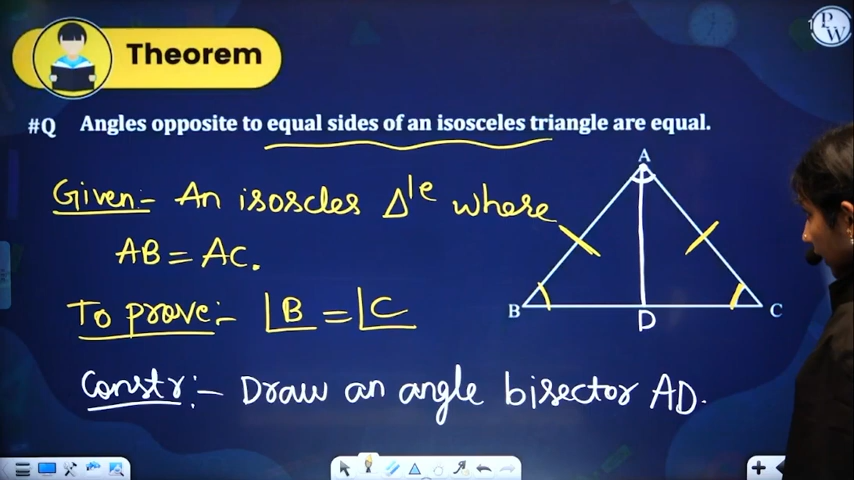 Theorem
#Q Angles opposite to equal sides of an isosceles triangle are equal.
Given:- An isoscles Δle where
AB = AC.
To prove:- ∠B = ∠C
Constr:- Draw an angle bisector AD.
A
B
D
C
P
W